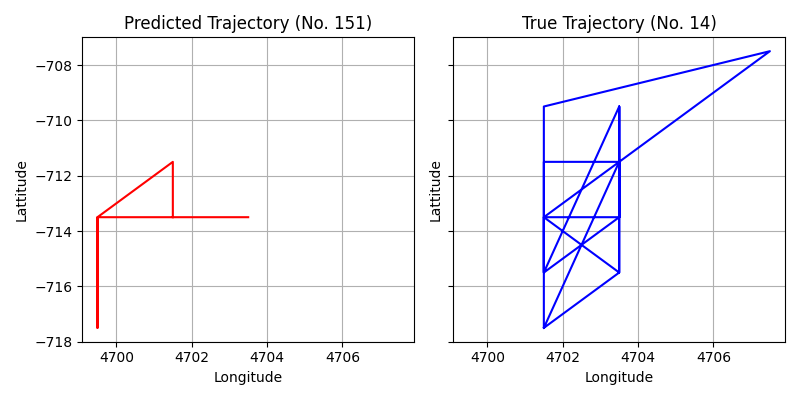 Predicted Trajectory (No. 151)
True Trajectory (No. 14)
Lattitude
−708
−710
−712
−714
−716
−718
4700
4702
4704
4706
Longitude
Lattitude
4700
4702
4704
4706
Longitude